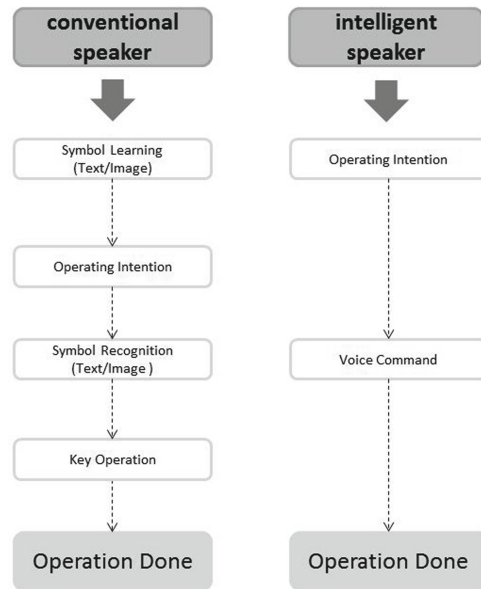 conventional
speaker
Symbol Learning
(Text/Image)
Operating Intention
Symbol Recognition
(Text/Image )
Key Operation
Operation Done
intelligent
speaker
Operating Intention
Voice Command
Operation Done